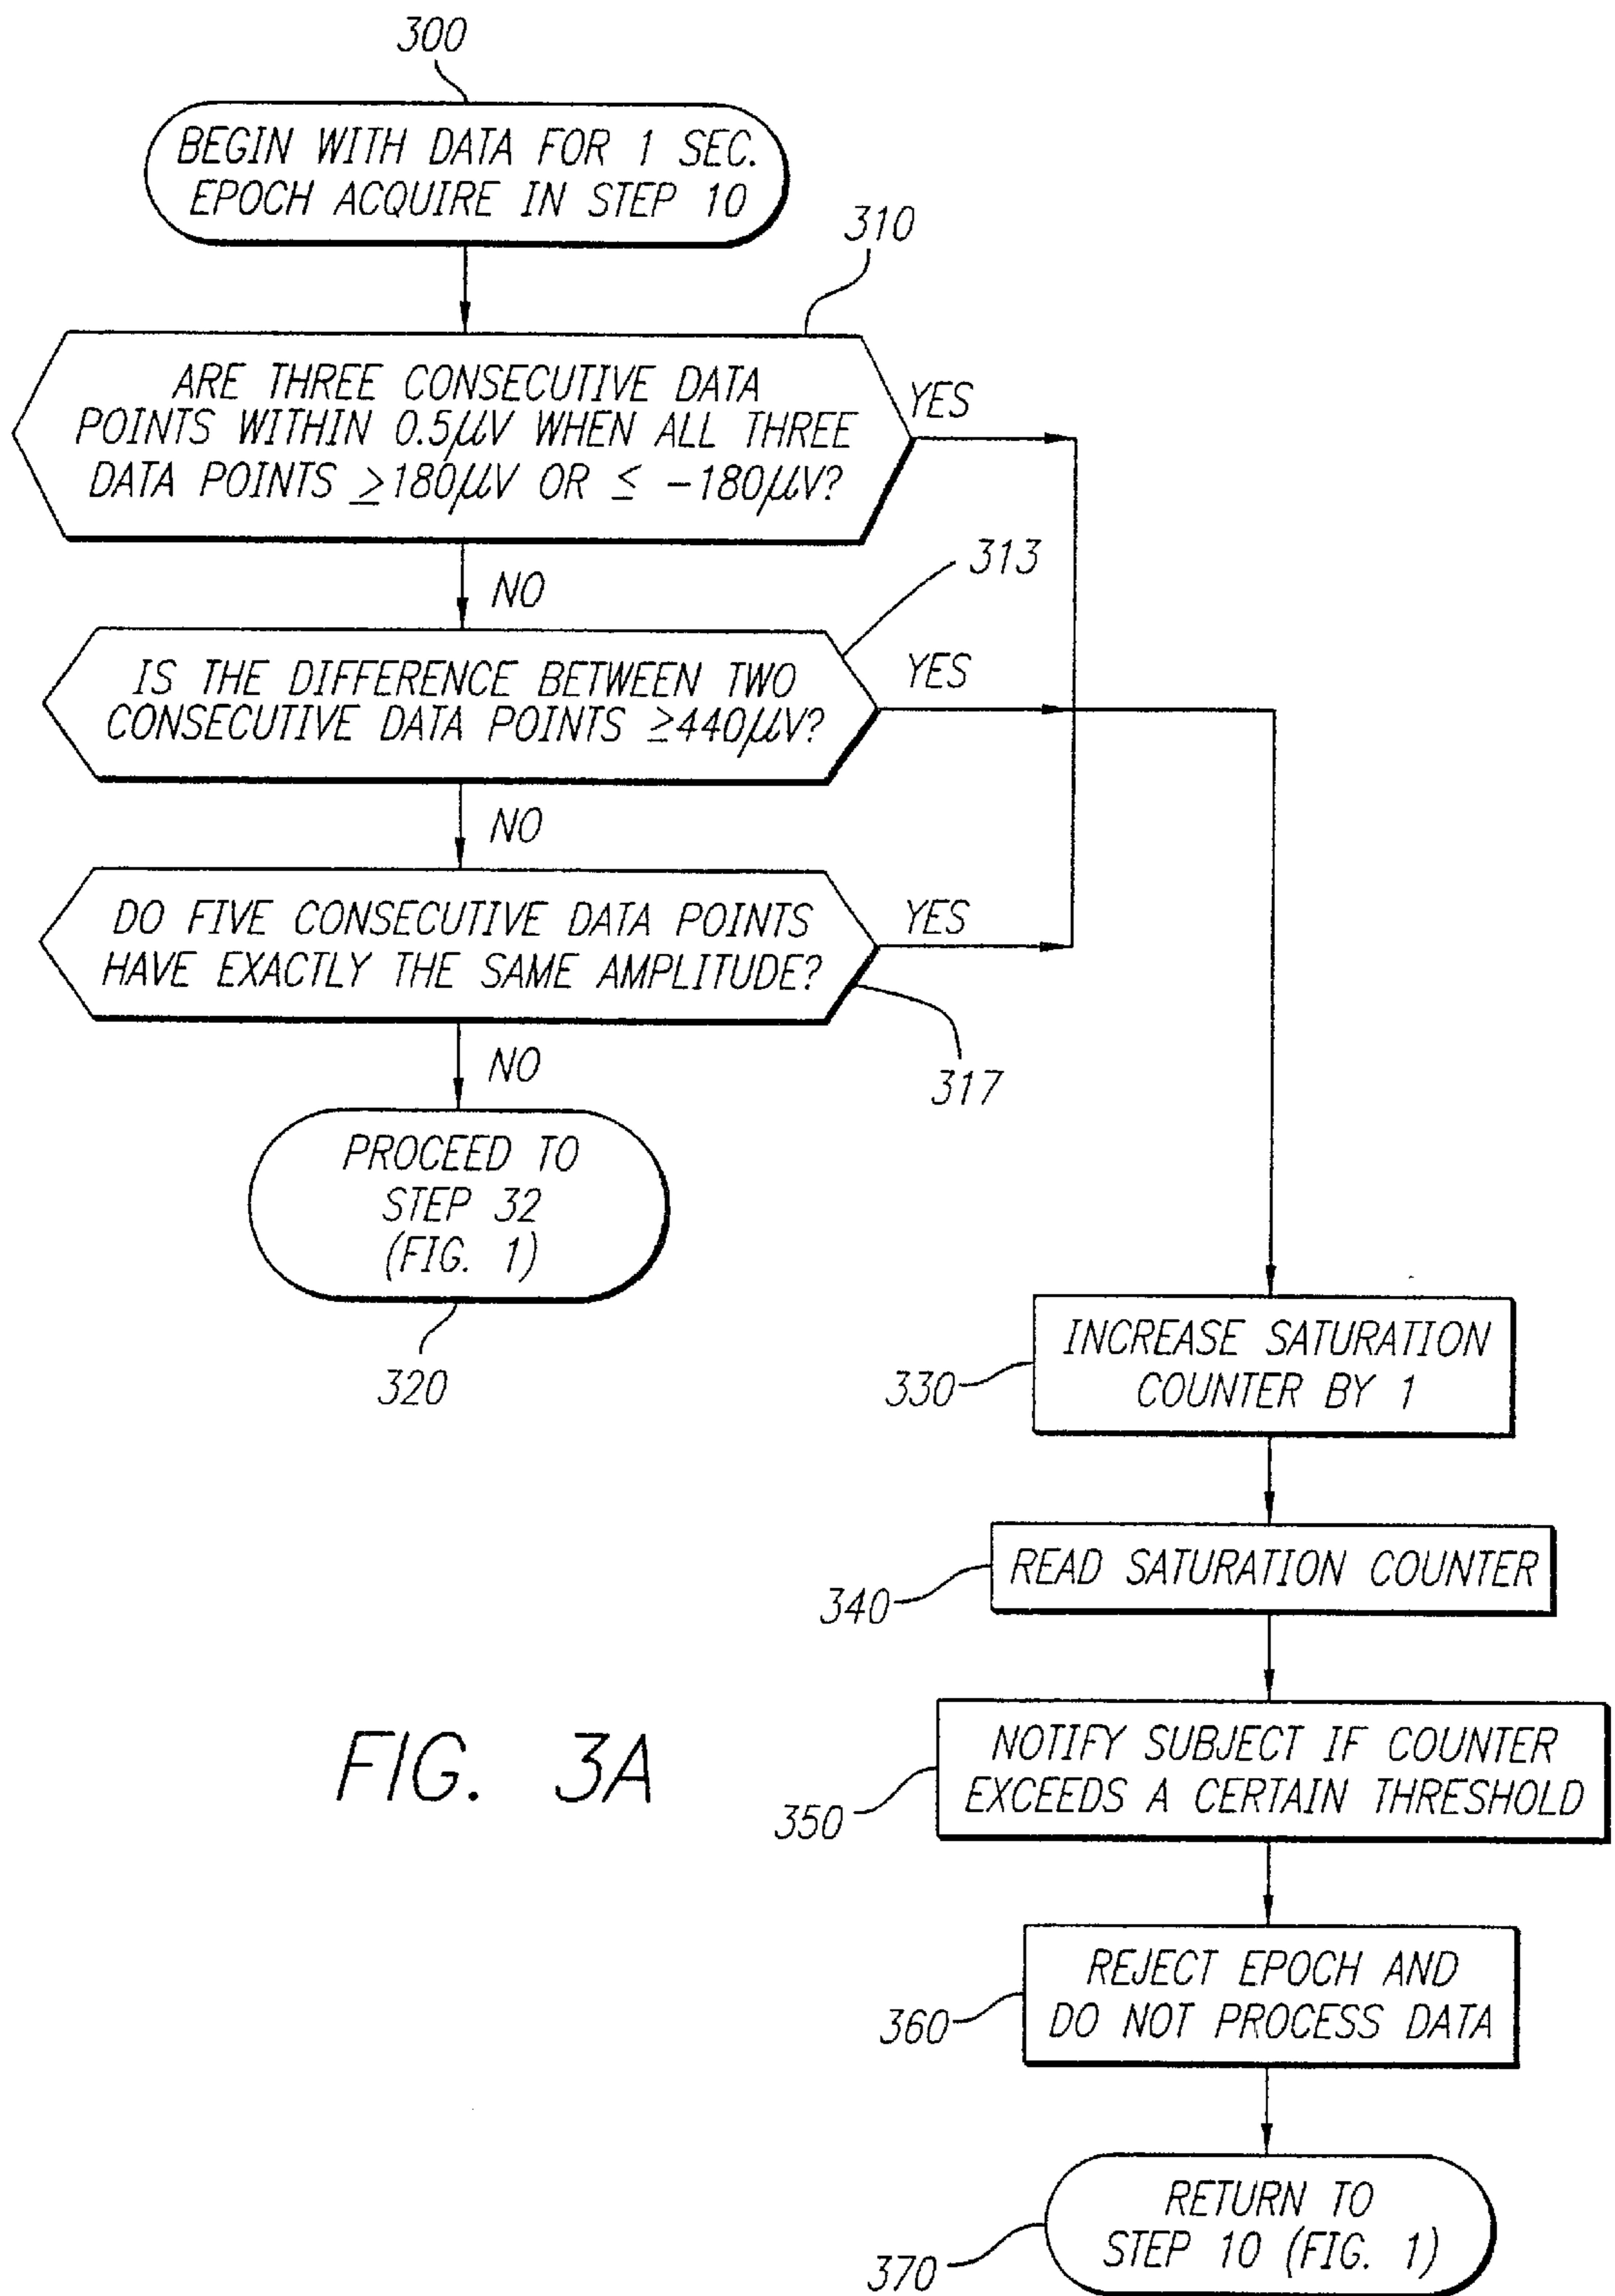 300
BEGIN WITH DATA FOR 1 SEC.
EPOCH ACQUIRE IN STEP 10
310
ARE THREE CONSECUTIVE DATA
POINTS WITHIN 0.5μV WHEN ALL THREE
DATA POINTS ≥180μV OR ≤ -180μV?
YES
NO
313
IS THE DIFFERENCE BETWEEN TWO
CONSECUTIVE DATA POINTS ≥440μV?
YES
NO
DO FIVE CONSECUTIVE DATA POINTS
HAVE EXACTLY THE SAME AMPLITUDE?
YES
317
NO
PROCEED TO
STEP 32
(FIG. 1)
320
INCREASE SATURATION
COUNTER BY 1
330
READ SATURATION COUNTER
340
NOTIFY SUBJECT IF COUNTER
EXCEEDS A CERTAIN THRESHOLD
350
REJECT EPOCH AND
DO NOT PROCESS DATA
360
RETURN TO
STEP 10 (FIG. 1)
370
FIG. 3A